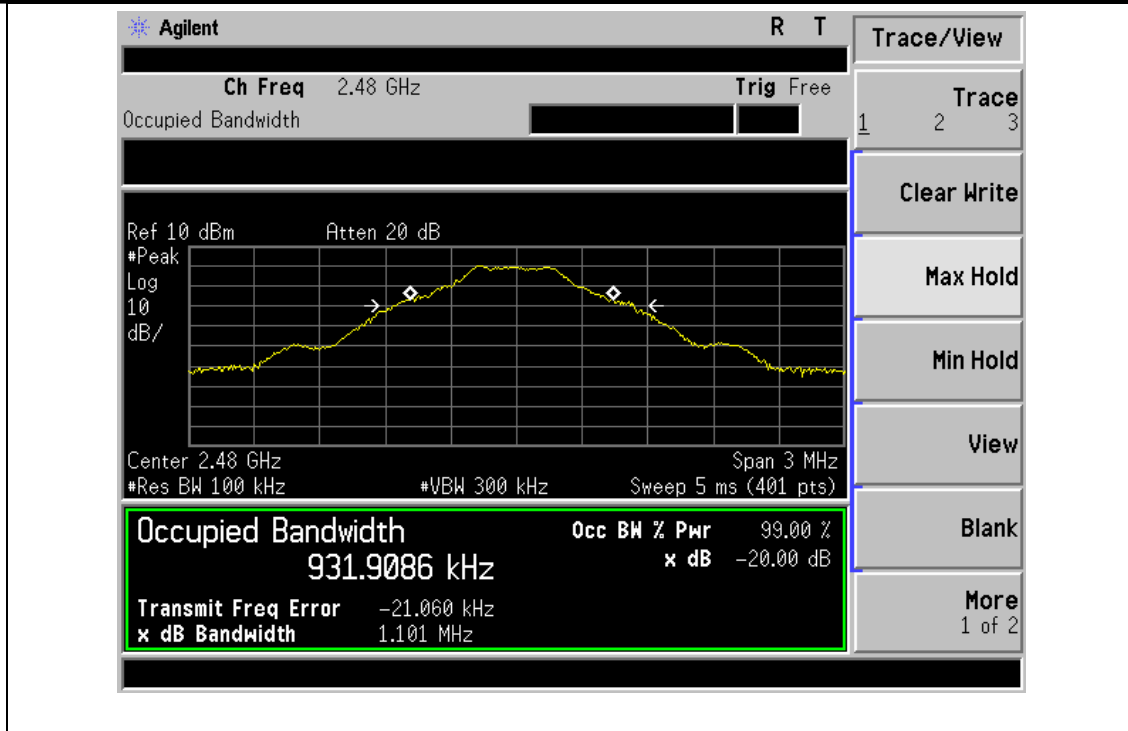 Agilent R T
Ch Freq 2.48 GHz Trig Free
Occupied Bandwidth
Ref 10 dBm Atten 20 dB
#Peak
Log
10
dB/
Center 2.48 GHz Span 3 MHz
#Res BW 100 kHz #VBW 300 kHz Sweep 5 ms (401 pts)
Occupied Bandwidth Occ BW % Pwr 99.00 %
931.9086 kHz x dB -20.00 dB
Transmit Freq Error -21.060 kHz
x dB Bandwidth 1.101 MHz
Trace/View
Trace
1 2 3
Clear Write
Max Hold
Min Hold
View
Blank
More
1 of 2